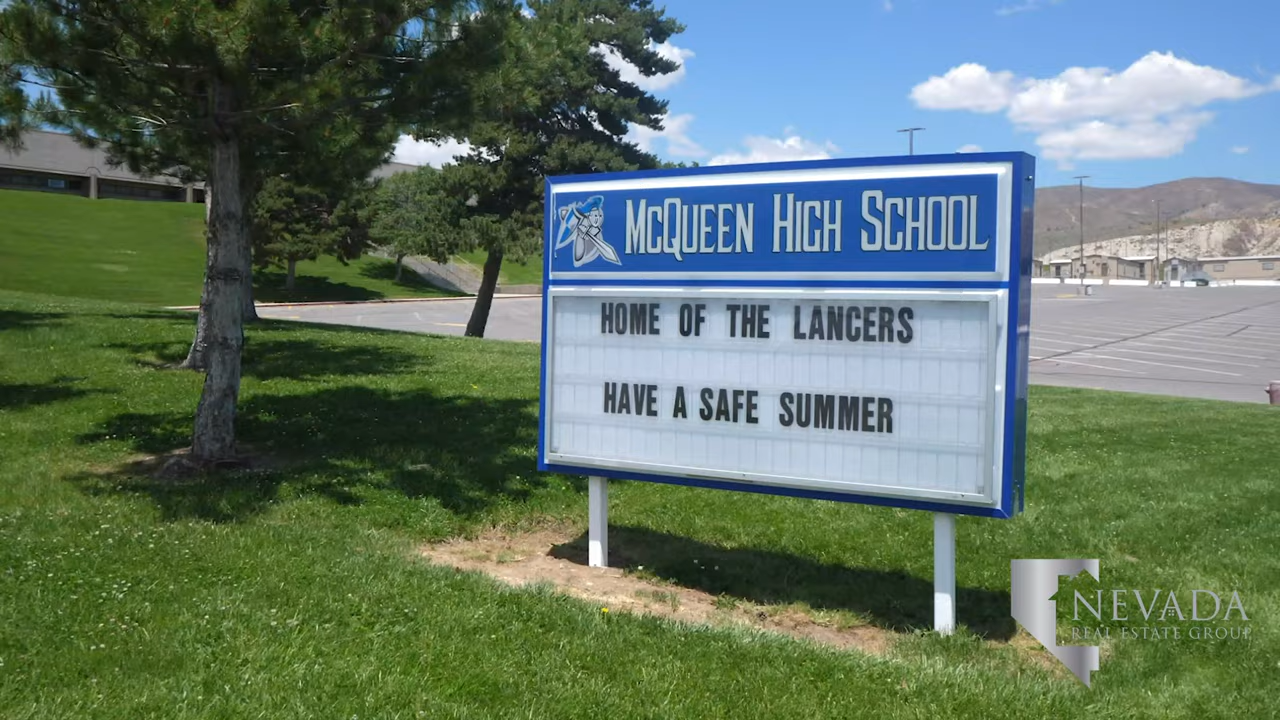 McQueen High School
HOME OF THE LANCERS
HAVE A SAFE SUMMER
NEVADA
REAL ESTATE GROUP